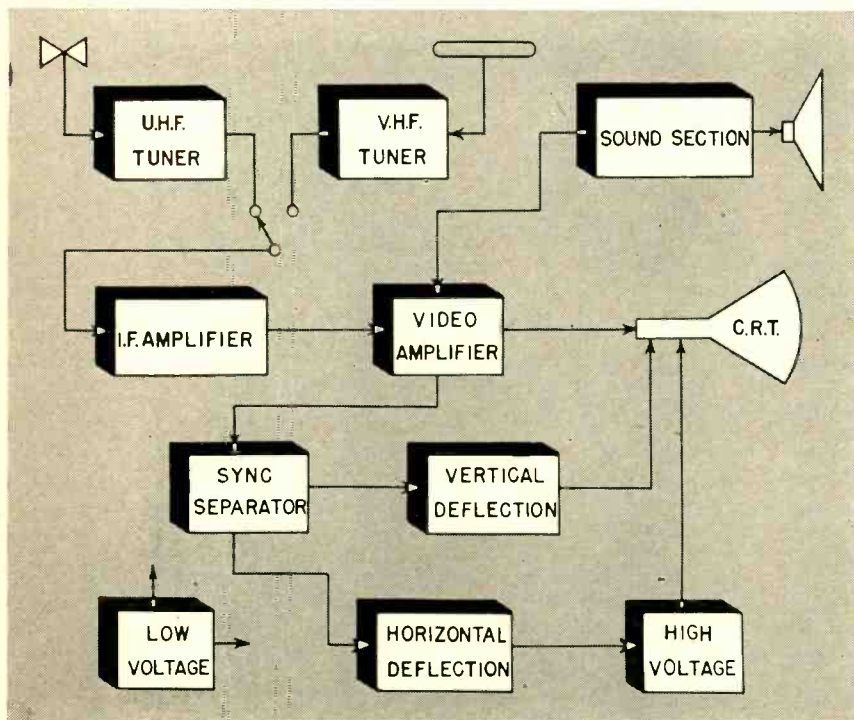 U.H.F.
TUNER
V.H.F.
TUNER
SOUND SECTION
I.F. AMPLIFIER
VIDEO
AMPLIFIER
C.R.T.
SYNC
SEPARATOR
VERTICAL
DEFLECTION
LOW
VOLTAGE
HORIZONTAL
DEFLECTION
HIGH
VOLTAGE